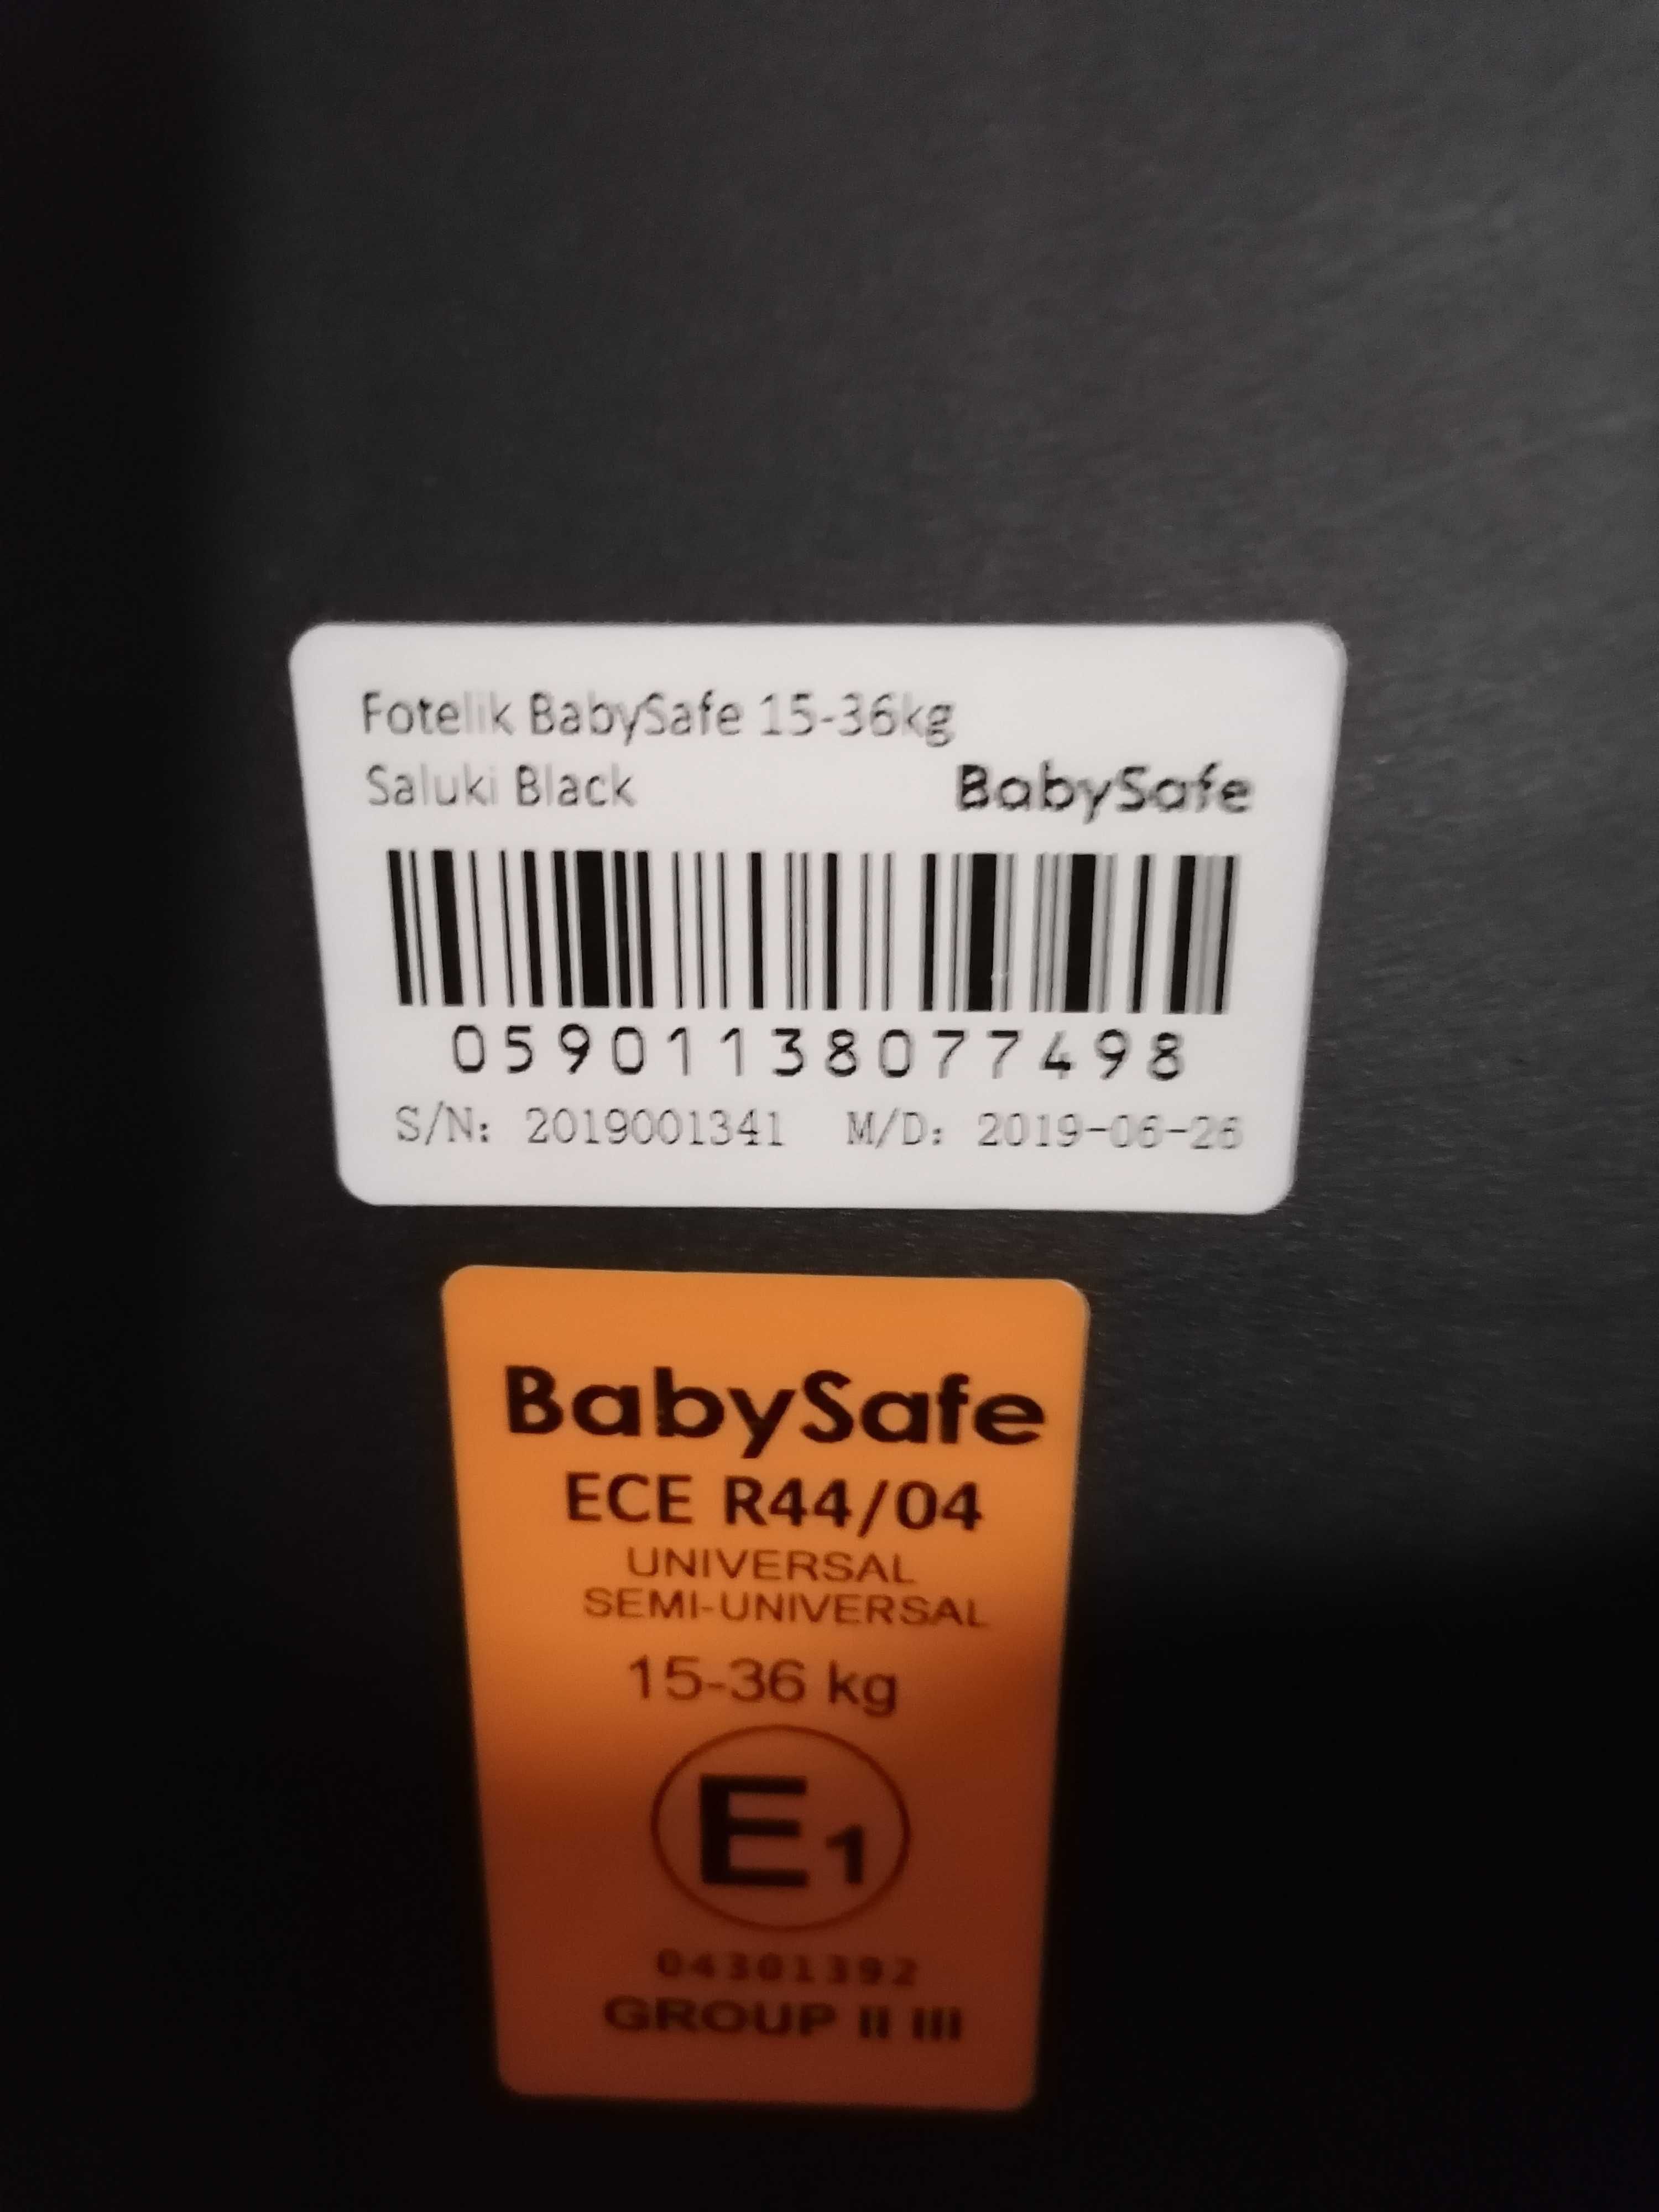 Fotelik BabySafe 15-36kg
Saluki Black
BabySafe
05901138077498
S/N: 2019001341 M/D: 2019-06-26
BabySafe
ECE R44/04
UNIVERSAL
SEMI-UNIVERSAL
15-36 kg
E1
04301392
GROUP II III